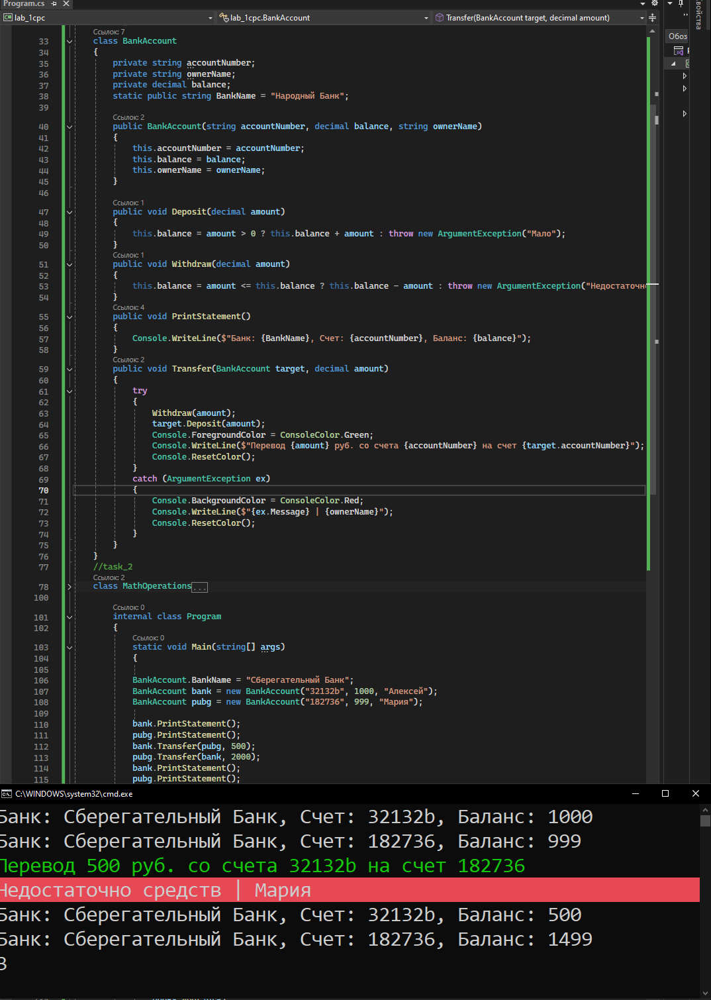 Program.cs
lab_1cpc
lab_1cpc.BankAccount
Transfer(BankAccount target, decimal amount)
войства
Обоз
Ссылок: 7
33 class BankAccount
34 {
35 private string accountNumber;
36 private string ownerName;
37 private decimal balance;
38 static public string BankName = "Народный Банк";
39
Ссылок: 2
40 public BankAccount(string accountNumber, decimal balance, string ownerName)
41 {
42 this.accountNumber = accountNumber;
43 this.balance = balance;
44 this.ownerName = ownerName;
45 }
46
Ссылок: 1
47 public void Deposit(decimal amount)
48 {
49 this.balance = amount > 0 ? this.balance + amount : throw new ArgumentException("Мало");
50 }
Ссылок: 1
51 public void Withdraw(decimal amount)
52 {
53 this.balance = amount <= this.balance ? this.balance - amount : throw new ArgumentException("Недостаточн
54 }
Ссылок: 4
55 public void PrintStatement()
56 {
57 Console.WriteLine($"Банк: {BankName}, Счет: {accountNumber}, Баланс: {balance}");
58 }
Ссылок: 2
59 public void Transfer(BankAccount target, decimal amount)
60 {
61 try
62 {
63 Withdraw(amount);
64 target.Deposit(amount);
65 Console.ForegroundColor = ConsoleColor.Green;
66 Console.WriteLine($"Перевод {amount} руб. со счета {accountNumber} на счет {target.accountNumber}");
67 Console.ResetColor();
68 }
69 catch (ArgumentException ex)
70 {
71 Console.BackgroundColor = ConsoleColor.Red;
72 Console.WriteLine($"{ex.Message} | {ownerName}");
73 Console.ResetColor();
74 }
75 }
76 }
77 //task_2
Ссылок: 2
78 class MathOperations...
100
Ссылок: 0
101 internal class Program
102 {
Ссылок: 0
103 static void Main(string[] args)
104 {
105
106 BankAccount.BankName = "Сберегательный Банк";
107 BankAccount bank = new BankAccount("32132b", 1000, "Алексей");
108 BankAccount pubg = new BankAccount("182736", 999, "Мария");
109
110 bank.PrintStatement();
111 pubg.PrintStatement();
112 bank.Transfer(pubg, 500);
113 pubg.Transfer(bank, 2000);
114 bank.PrintStatement();
115 pubg.PrintStatement();
C:\WINDOWS\system32\cmd.exe
Банк: Сберегательный Банк, Счет: 32132b, Баланс: 1000
Банк: Сберегательный Банк, Счет: 182736, Баланс: 999
Перевод 500 руб. со счета 32132b на счет 182736
Недостаточно средств | Мария
Банк: Сберегательный Банк, Счет: 32132b, Баланс: 500
Банк: Сберегательный Банк, Счет: 182736, Баланс: 1499